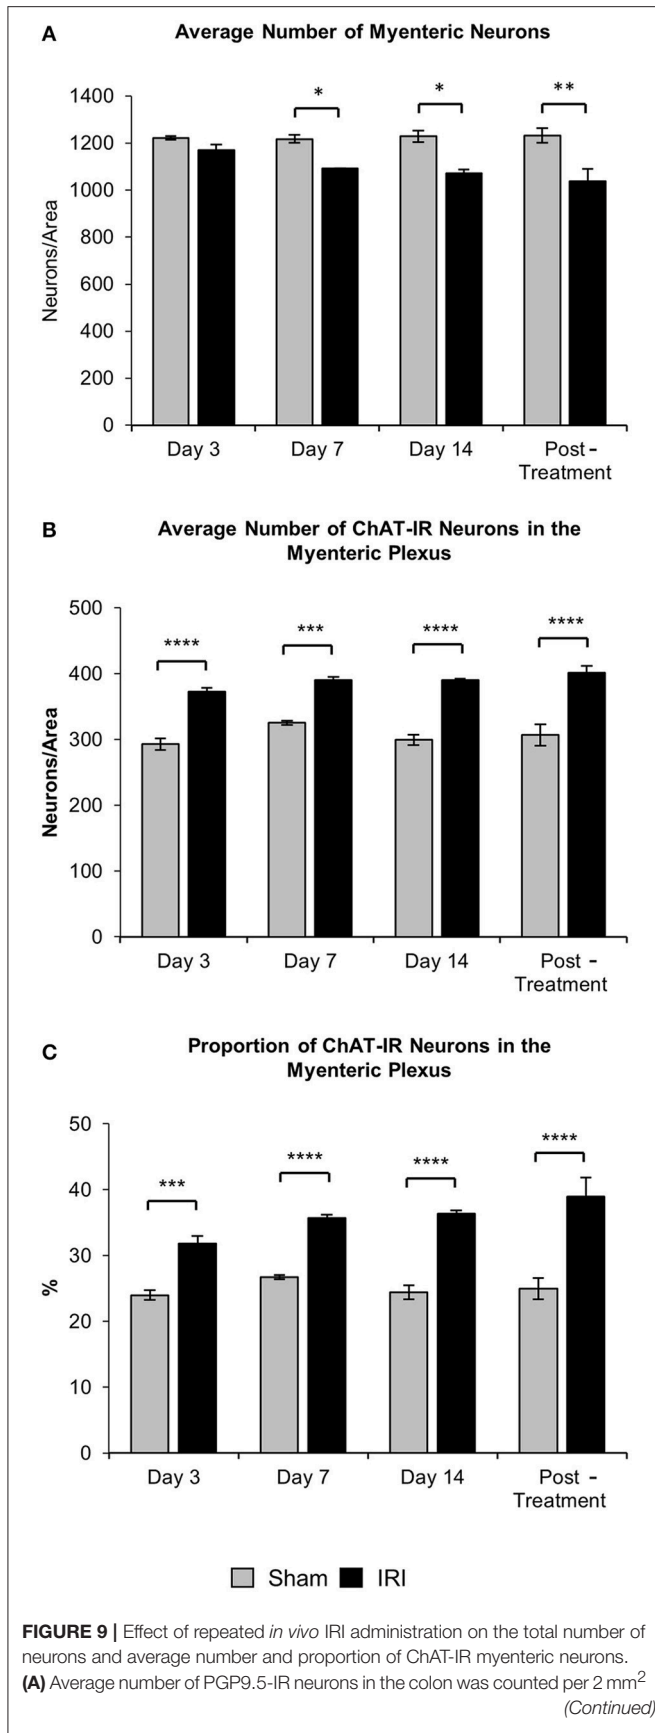 A
Average Number of Myenteric Neurons
1400
1200
1000
800
600
400
200
0
Neurons/Area
*
*
**
Day 3
Day 7
Day 14
Post-
Treatment
B
Average Number of ChAT-IR Neurons in the
Myenteric Plexus
500
400
300
200
100
0
Neurons/Area
****
***
****
****
Day 3
Day 7
Day 14
Post -
Treatment
C
Proportion of ChAT-IR Neurons in the
Myenteric Plexus
50
40
30
20
10
0
%
***
****
****
****
Day 3
Day 7
Day 14
Post -
Treatment
Sham IRI
FIGURE 9 | Effect of repeated in vivo IRI administration on the total number of
neurons and average number and proportion of ChAT-IR myenteric neurons.
(A) Average number of PGP9.5-IR neurons in the colon was counted per 2 mm²
(Continued)